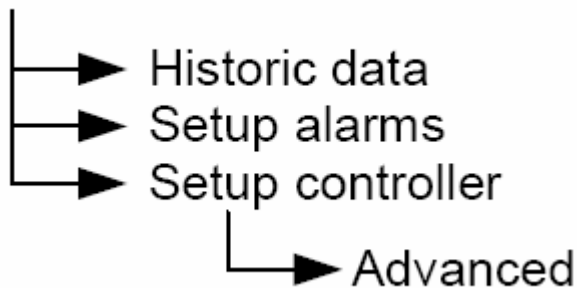 Historic data
Setup alarms
Setup controller
Advanced